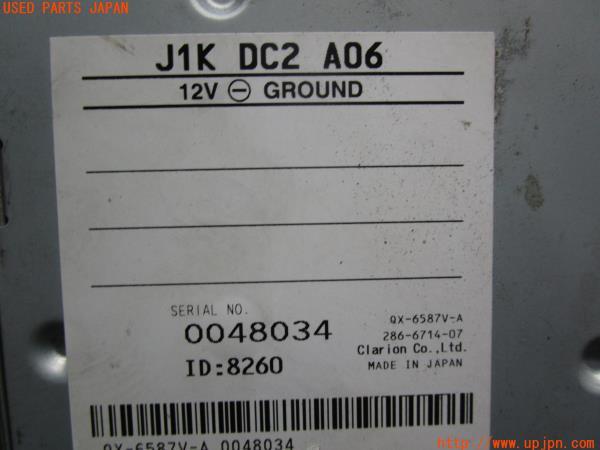 USED PARTS JAPAN
J1K DC2 A06
12V ⊖ GROUND
SERIAL NO.
0048034
ID:8260
QX-6587V-A
286-6714-07
Clarion Co.,Ltd.
MADE IN JAPAN
QX-6587V-A 0048034
http://www.upjpn.com/